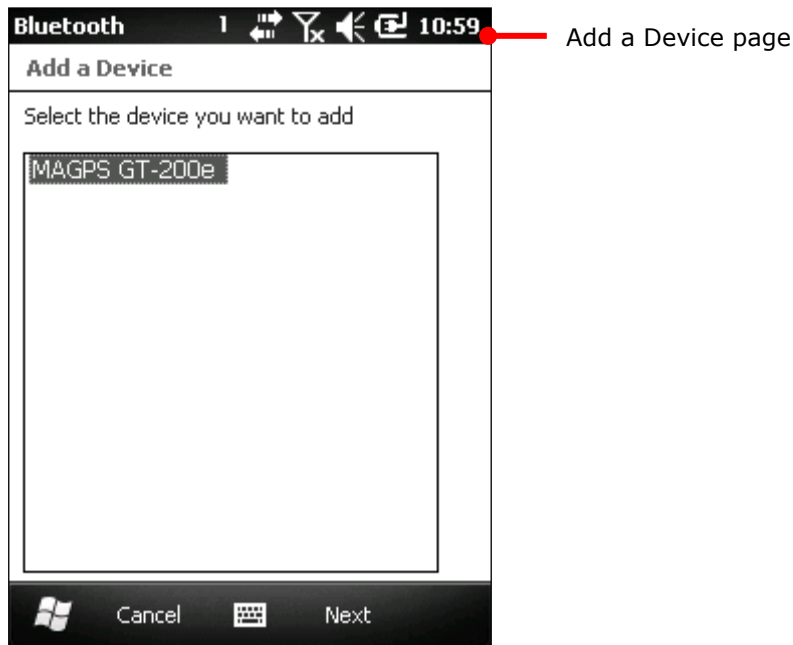 Bluetooth 1 10:59
Add a Device page
Add a Device
Select the device you want to add
MAGPS GT-200e
Cancel Next